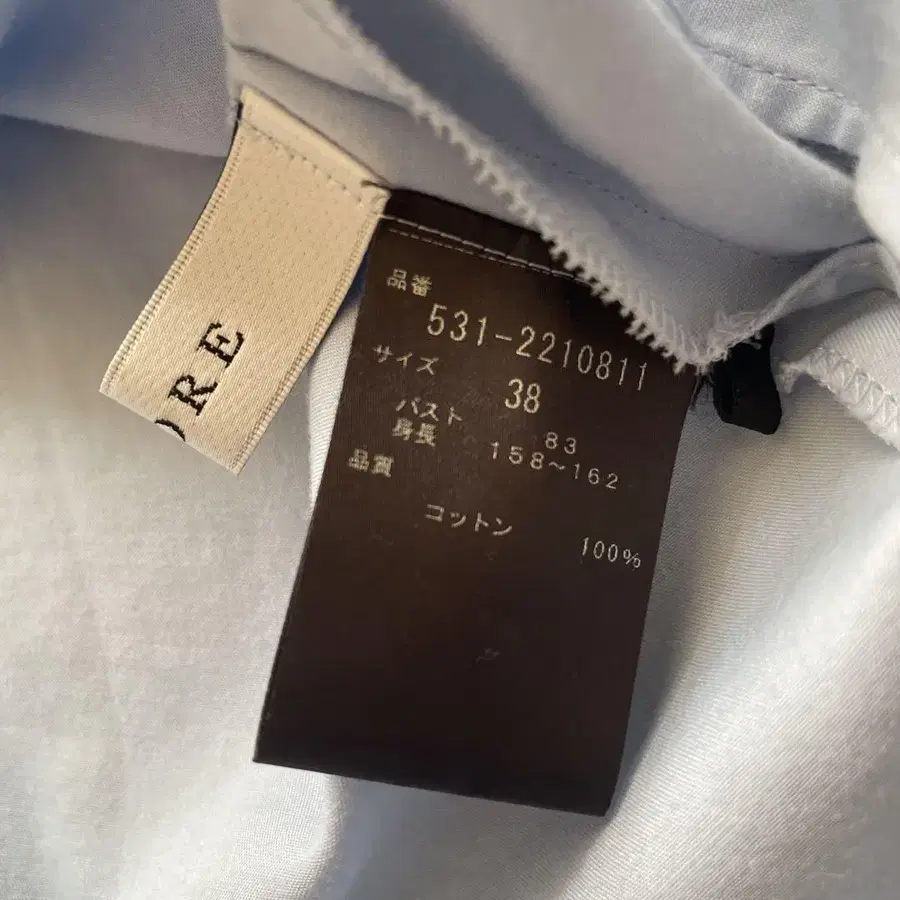 ORE
品番
531-2210811
サイズ 38
バスト 83
身長 158~162
品質
コットン 100%